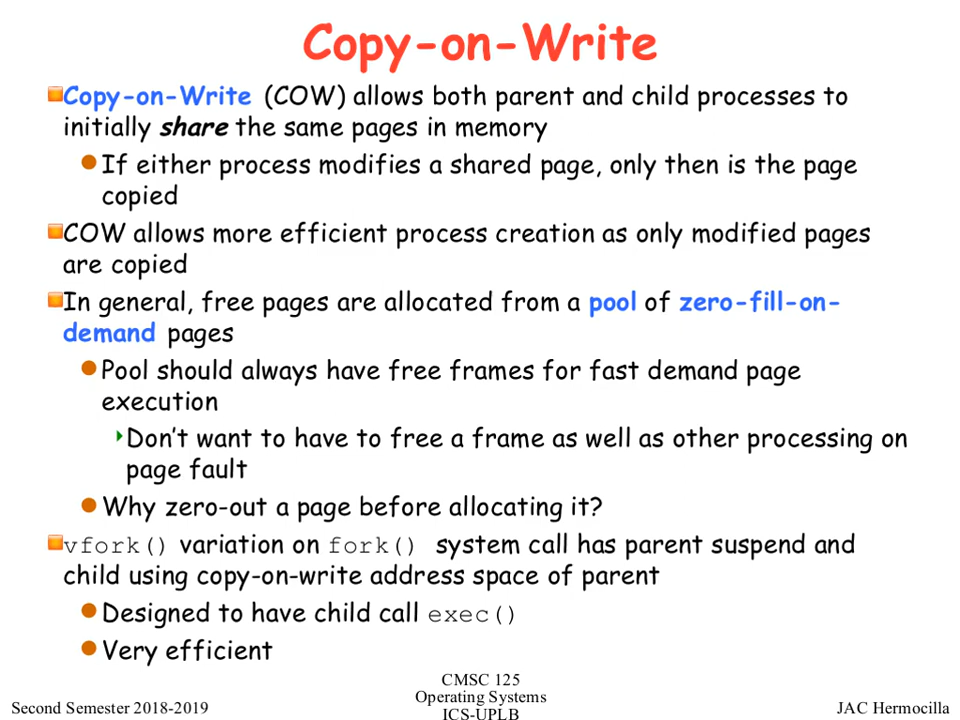 Copy-on-Write
Copy-on-Write (COW) allows both parent and child processes to
initially share the same pages in memory
If either process modifies a shared page, only then is the page
copied
COW allows more efficient process creation as only modified pages
are copied
In general, free pages are allocated from a pool of zero-fill-on-
demand pages
Pool should always have free frames for fast demand page
execution
Don't want to have to free a frame as well as other processing on
page fault
Why zero-out a page before allocating it?
vfork() variation on fork() system call has parent suspend and
child using copy-on-write address space of parent
Designed to have child call exec()
Very efficient
Second Semester 2018-2019
CMSC 125
Operating Systems
ICS-UPLB
JAC Hermocilla